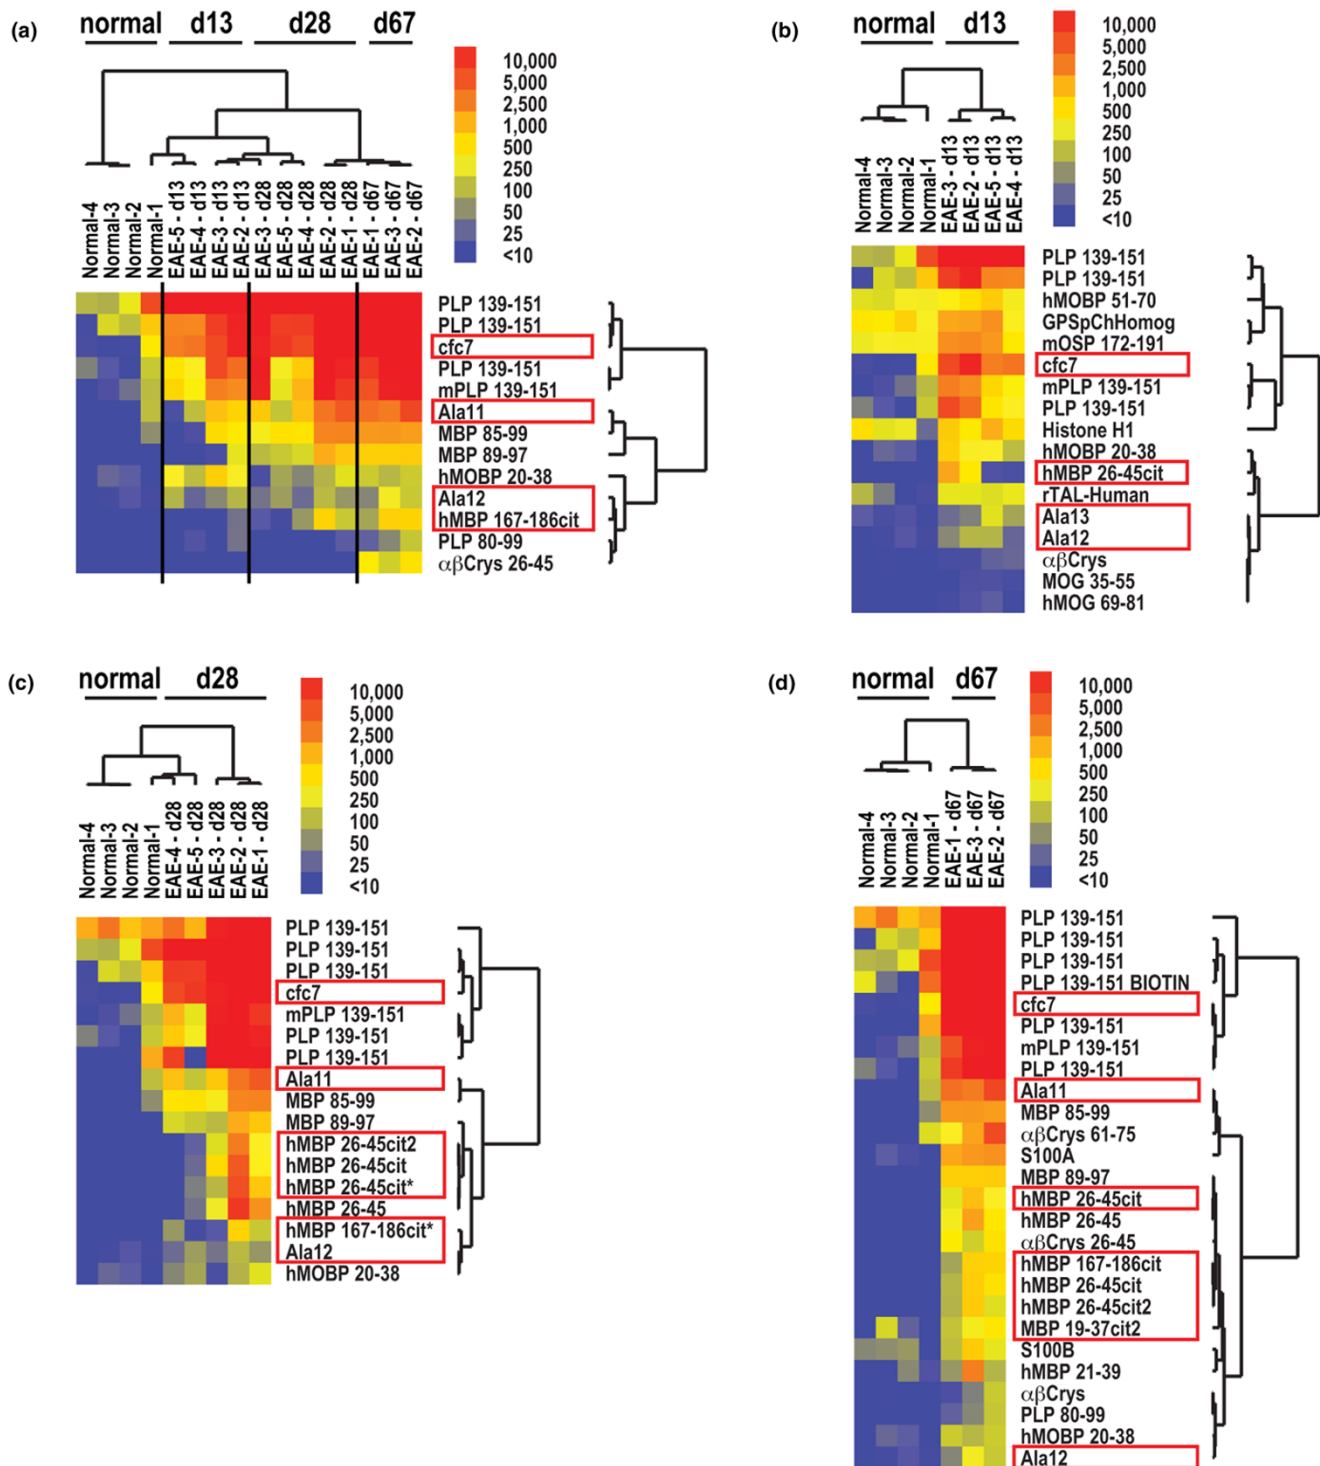 (a)
normal d13 d28 d67
10,000
5,000
2,500
1,000
500
250
100
50
25
<10
Normal-4
Normal-3
Normal-2
Normal-1
EAE-5 - d13
EAE-4 - d13
EAE-3 - d13
EAE-2 - d13
EAE-3 - d28
EAE-5 - d28
EAE-4 - d28
EAE-2 - d28
EAE-1 - d28
EAE-1 - d67
EAE-3 - d67
EAE-2 - d67
PLP 139-151
PLP 139-151
cfc7
PLP 139-151
mPLP 139-151
Ala11
MBP 85-99
MBP 89-97
hMOBP 20-38
Ala12
hMBP 167-186cit
PLP 80-99
αβCrys 26-45
(b)
normal d13
10,000
5,000
2,500
1,000
500
250
100
50
25
<10
Normal-4
Normal-3
Normal-2
Normal-1
EAE-3 - d13
EAE-2 - d13
EAE-5 - d13
EAE-4 - d13
PLP 139-151
PLP 139-151
hMOBP 51-70
GPSpChHomog
mOSP 172-191
cfc7
mPLP 139-151
PLP 139-151
Histone H1
hMOBP 20-38
hMBP 26-45cit
rTAL-Human
Ala13
Ala12
αβCrys
MOG 35-55
hMOG 69-81
(c)
normal d28
10,000
5,000
2,500
1,000
500
250
100
50
25
<10
Normal-4
Normal-3
Normal-2
Normal-1
EAE-4 - d28
EAE-5 - d28
EAE-3 - d28
EAE-2 - d28
EAE-1 - d28
PLP 139-151
PLP 139-151
PLP 139-151
cfc7
mPLP 139-151
PLP 139-151
PLP 139-151
Ala11
MBP 85-99
MBP 89-97
hMBP 26-45cit2
hMBP 26-45cit
hMBP 26-45cit*
hMBP 26-45
hMBP 167-186cit*
Ala12
hMOBP 20-38
(d)
normal d67
10,000
5,000
2,500
1,000
500
250
100
50
25
<10
Normal-4
Normal-3
Normal-2
Normal-1
EAE-1 - d67
EAE-3 - d67
EAE-2 - d67
PLP 139-151
PLP 139-151
PLP 139-151
PLP 139-151 BIOTIN
cfc7
PLP 139-151
mPLP 139-151
PLP 139-151
Ala11
MBP 85-99
αβCrys 61-75
S100A
MBP 89-97
hMBP 26-45cit
hMBP 26-45
αβCrys 26-45
hMBP 167-186cit
hMBP 26-45cit
hMBP 26-45cit2
MBP 19-37cit2
S100B
hMBP 21-39
αβCrys
PLP 80-99
hMOBP 20-38
Ala12